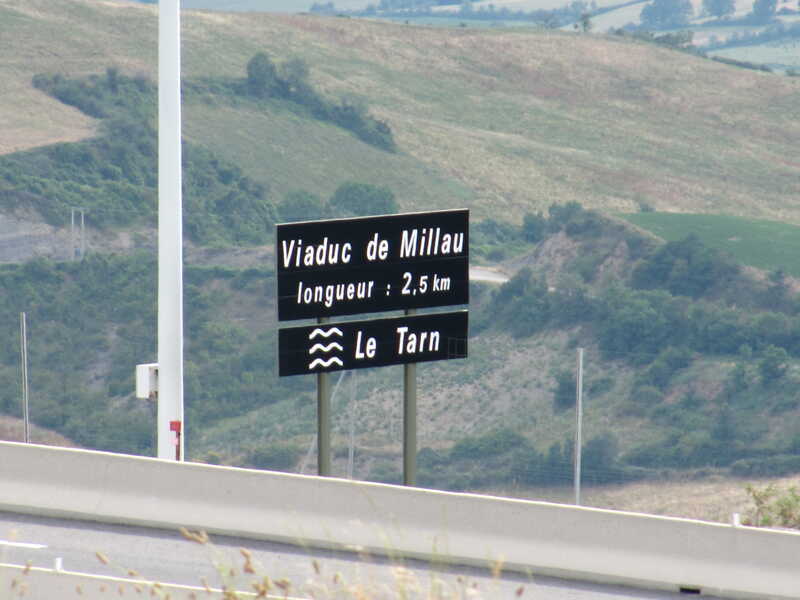 Viaduc de Millau
longueur : 2,5 km
Le Tarn